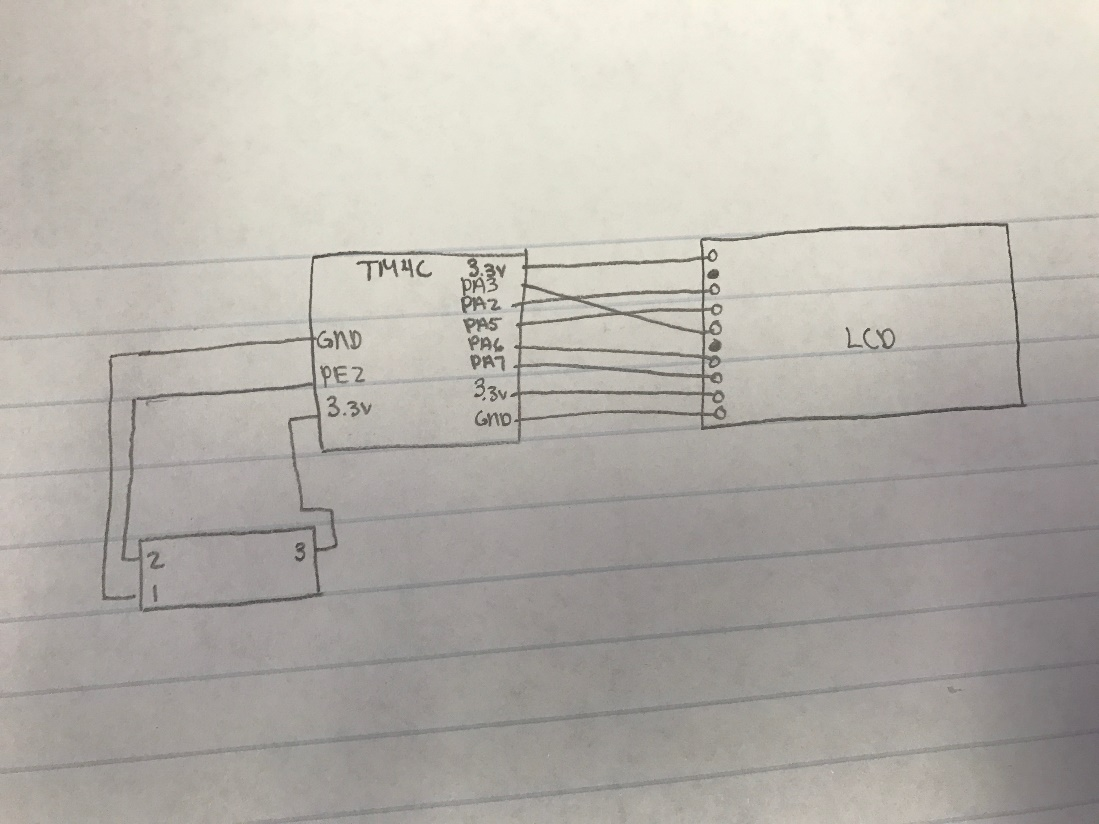 TM4C
3.3v
PA3
PA2
PA5
PA6
PA7
3.3v
GND
GND
PE2
3.3v
LCD
2
3
1